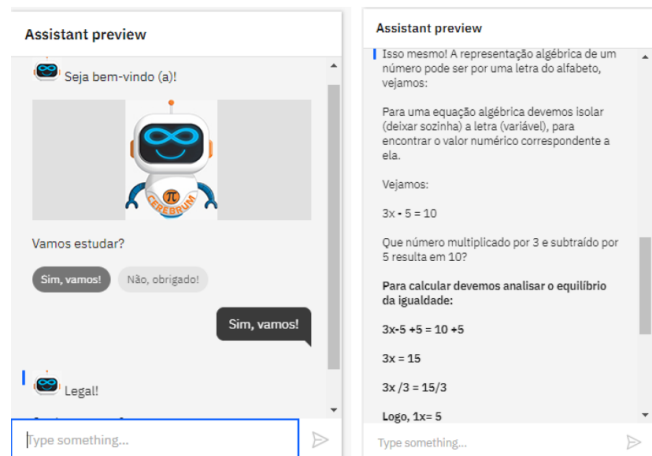 Assistant preview
Seja bem-vindo (a)!
π
CEREBRUM
Vamos estudar?
Sim, vamos!
Não, obrigado!
Sim, vamos!
Legal!
Type something...
Assistant preview
Isso mesmo! A representação algébrica de um
número pode ser por uma letra do alfabeto,
vejamos:
Para uma equação algébrica devemos isolar
(deixar sozinha) a letra (variável), para
encontrar o valor numérico correspondente a
ela.
Vejamos:
3x - 5 = 10
Que número multiplicado por 3 e subtraído por
5 resulta em 10?
Para calcular devemos analisar o equilíbrio
da igualdade:
3x-5 +5 = 10 +5
3x = 15
3x /3 = 15/3
Logo, 1x= 5
Type something...